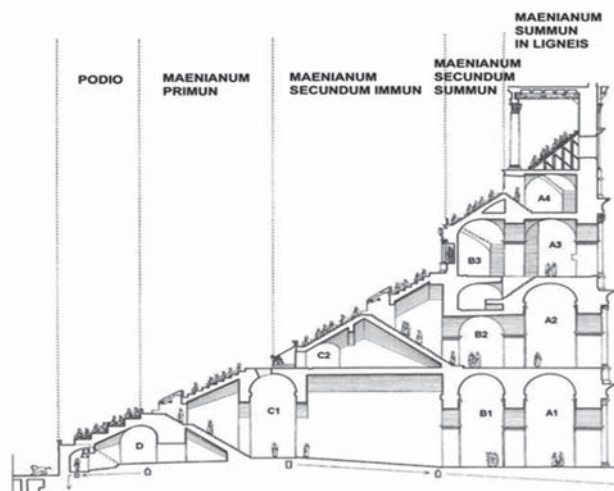 PODIO
MAENIANUM
PRIMUN
MAENIANUM
SECUNDUM IMMUN
MAENIANUM
SECUNDUM
SUMMUN
MAENIANUM
SUMMUN
IN LIGNEIS
A4
B3
A3
C2
B2
A2
D
C1
B1
A1